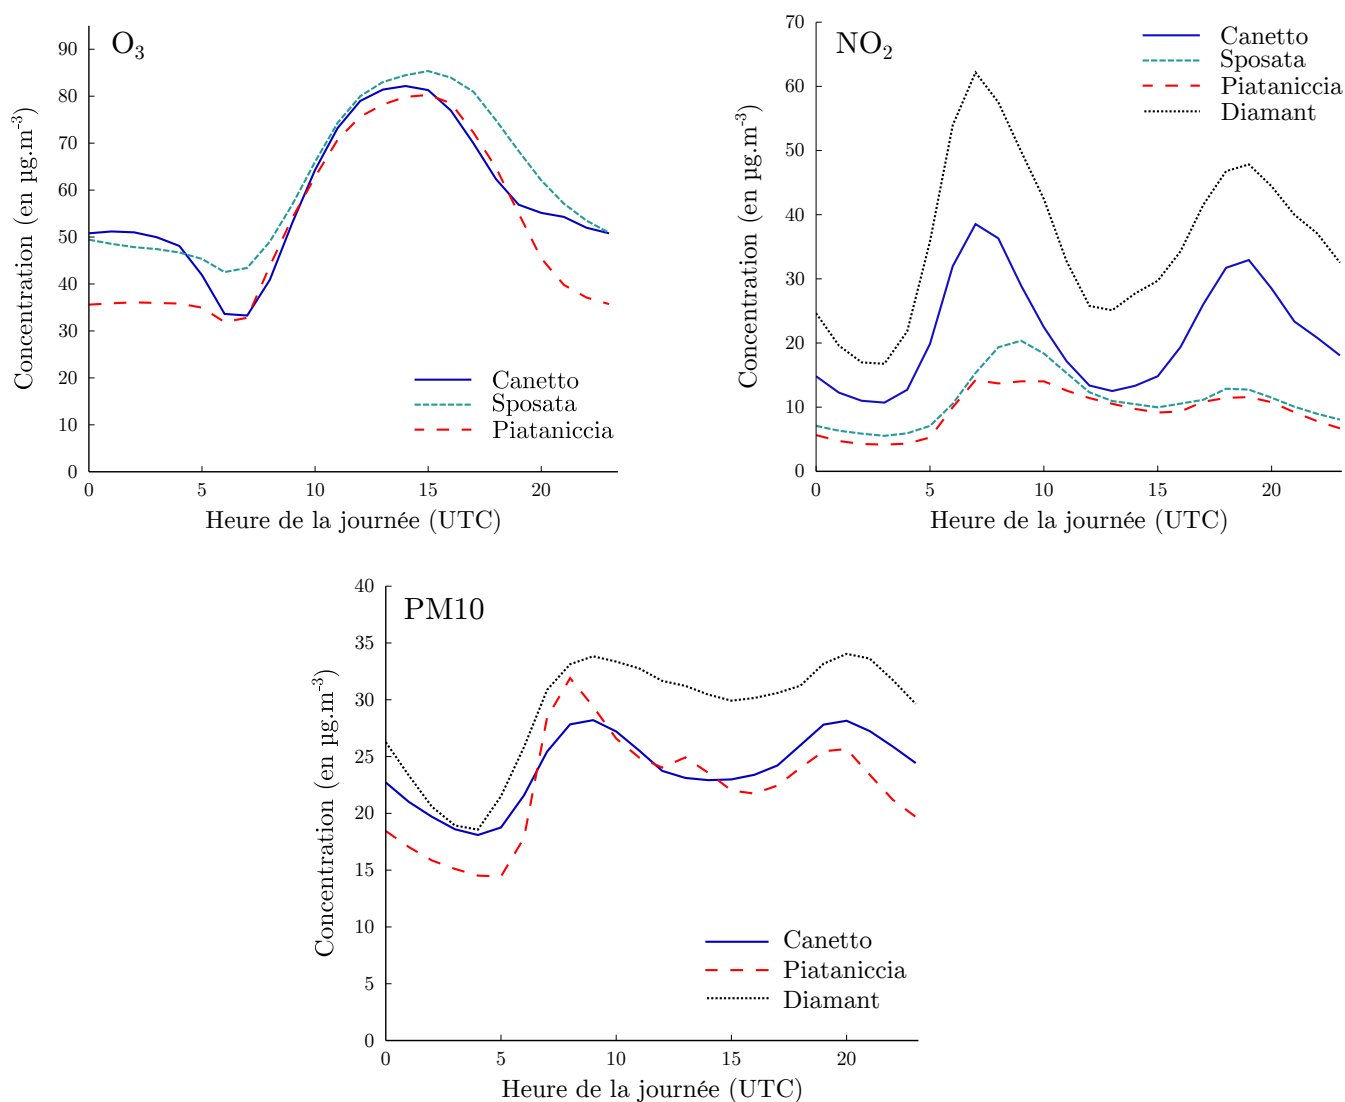 O3
Concentration (en µg.m-3)
90
80
70
60
50
40
30
20
10
0
0 5 10 15 20
Heure de la journée (UTC)
Canetto
Sposata
Piataniccia
NO2
Concentration (en µg.m-3)
70
60
50
40
30
20
10
0
0 5 10 15 20
Heure de la journée (UTC)
Canetto
Sposata
Piataniccia
Diamant
PM10
Concentration (en µg.m-3)
40
35
30
25
20
15
10
5
0
0 5 10 15 20
Heure de la journée (UTC)
Canetto
Piataniccia
Diamant